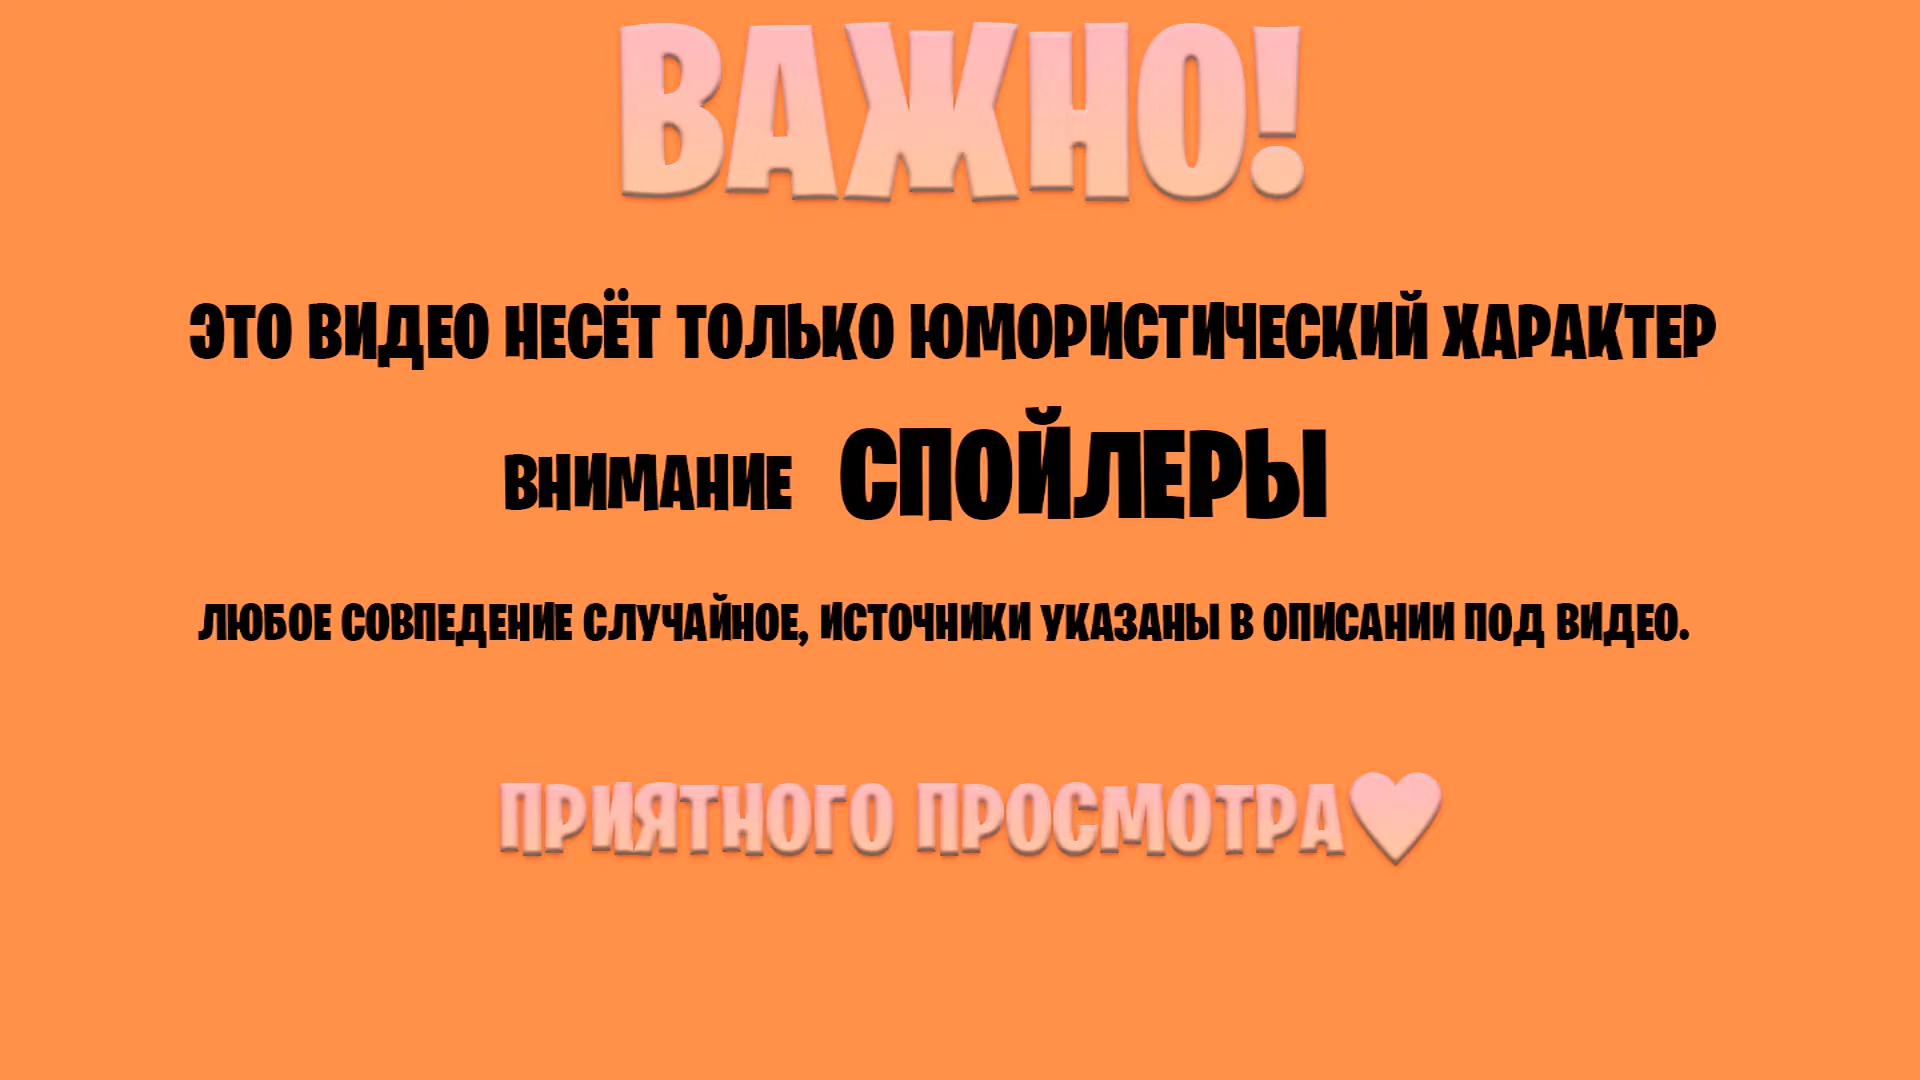 ВАЖНО!
ЭТО ВИДЕО НЕСЁТ ТОЛЬКО ЮМОРИСТИЧЕСКИЙ ХАРАКТЕР
ВНИМАНИЕ СПОЙЛЕРЫ
ЛЮБОЕ СОВПЕДЕНИЕ СЛУЧАЙНОЕ, ИСТОЧНИКИ УКАЗАНЫ В ОПИСАНИИ ПОД ВИДЕО.
ПРИЯТНОГО ПРОСМОТРА♥